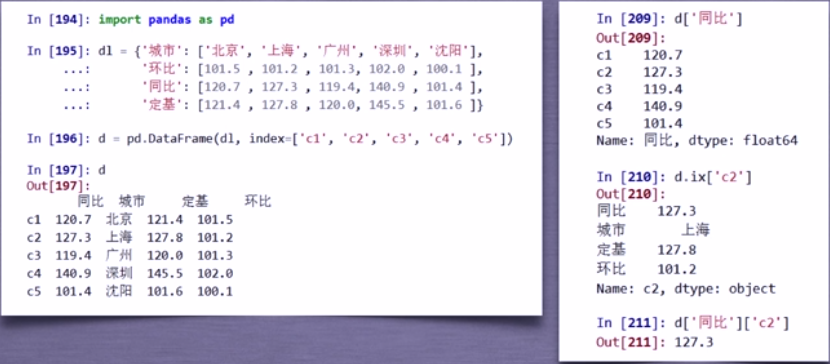 In [194]: import pandas as pd
In [195]: dl = {'城市': ['北京', '上海', '广州', '深圳', '沈阳'],
...: '环比': [101.5 , 101.2 , 101.3, 102.0 , 100.1 ],
...: '同比': [120.7 , 127.3 , 119.4, 140.9 , 101.4 ],
...: '定基': [121.4 , 127.8 , 120.0, 145.5 , 101.6 ]}
In [196]: d = pd.DataFrame(dl, index=['c1', 'c2', 'c3', 'c4', 'c5'])
In [197]: d
Out[197]:
同比 城市 定基 环比
c1 120.7 北京 121.4 101.5
c2 127.3 上海 127.8 101.2
c3 119.4 广州 120.0 101.3
c4 140.9 深圳 145.5 102.0
c5 101.4 沈阳 101.6 100.1
In [209]: d['同比']
Out[209]:
c1 120.7
c2 127.3
c3 119.4
c4 140.9
c5 101.4
Name: 同比, dtype: float64
In [210]: d.ix['c2']
Out[210]:
同比 127.3
城市 上海
定基 127.8
环比 101.2
Name: c2, dtype: object
In [211]: d['同比']['c2']
Out[211]: 127.3